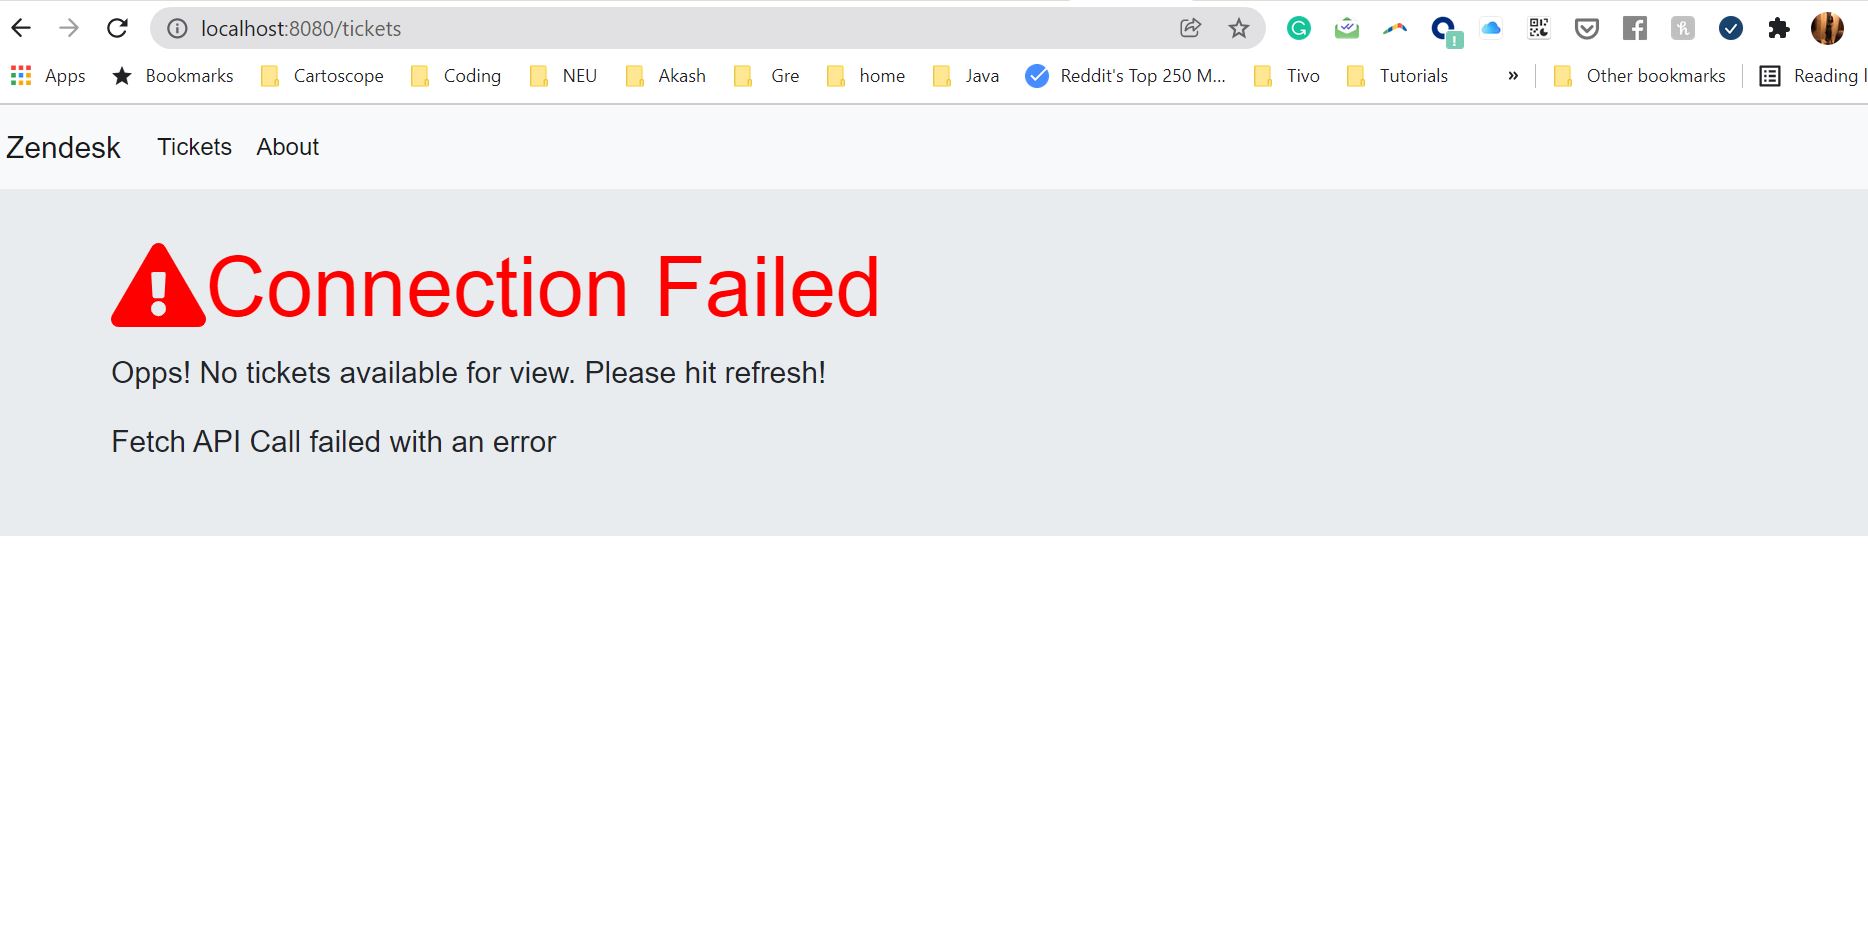 localhost:8080/tickets
Apps Bookmarks Cartoscope Coding NEU Akash Gre home Java Reddit's Top 250 M... Tivo Tutorials » Other bookmarks Reading l
Zendesk Tickets About
Connection Failed
Opps! No tickets available for view. Please hit refresh!
Fetch API Call failed with an error